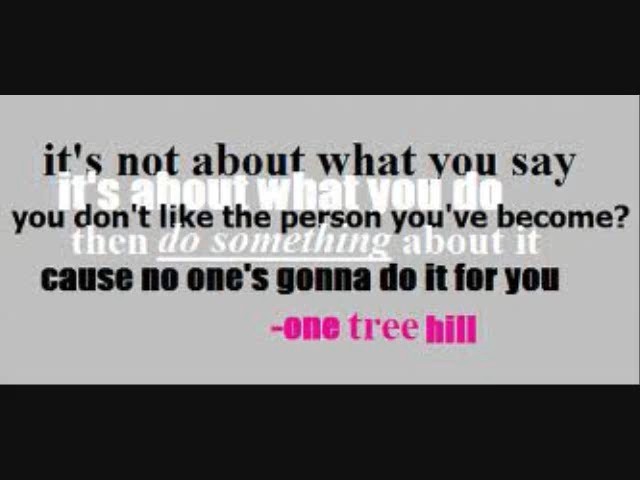 it's not about what you say
it's about what you do
you don't like the person you've become?
then do something about it
cause no one's gonna do it for you
-one tree hill